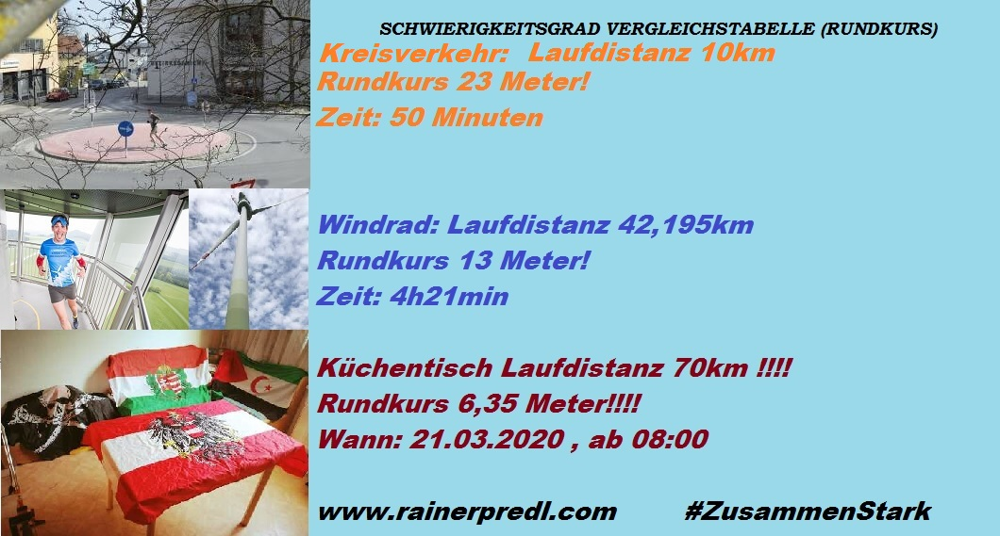 SCHWIERIGKEITSGRAD VERGLEICHSTABELLE (RUNDKURS)
Kreisverkehr: Laufdistanz 10km
Rundkurs 23 Meter!
Zeit: 50 Minuten
Windrad: Laufdistanz 42,195km
Rundkurs 13 Meter!
Zeit: 4h21min
Küchentisch Laufdistanz 70km !!!!
Rundkurs 6,35 Meter!!!!
Wann: 21.03.2020 , ab 08:00
www.rainerpredl.com #ZusammenStark